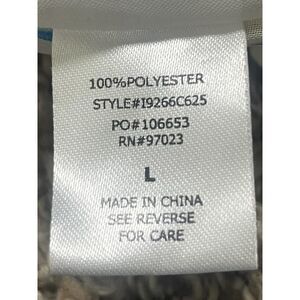 100%POLYESTER
STYLE#I9266C625
PO#106653
RN#97023
L
MADE IN CHINA
SEE REVERSE
FOR CARE